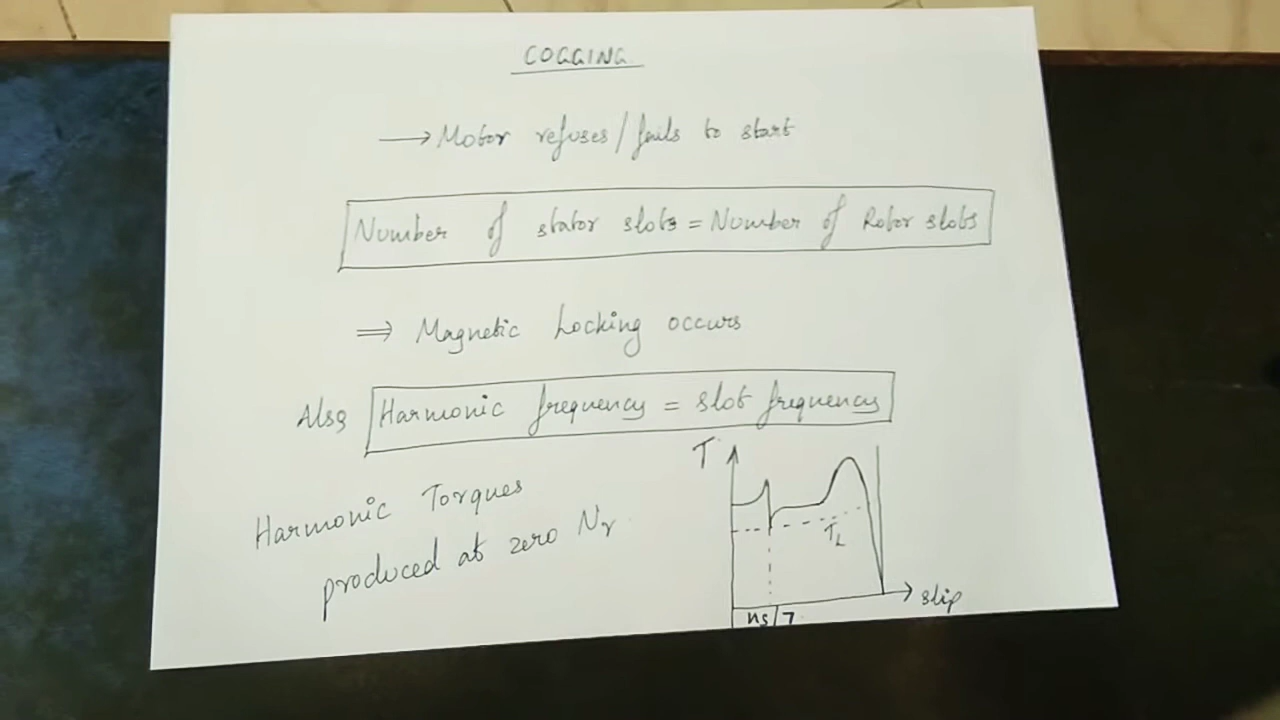 COGGING
→ Motor refuses/fails to start
Number of stator slots = Number of Rotor slots
⇒ Magnetic Locking occurs
Also Harmonic frequency = slot frequency
Harmonic Torques
produced at zero Nr
T
TL
slip
ns/7